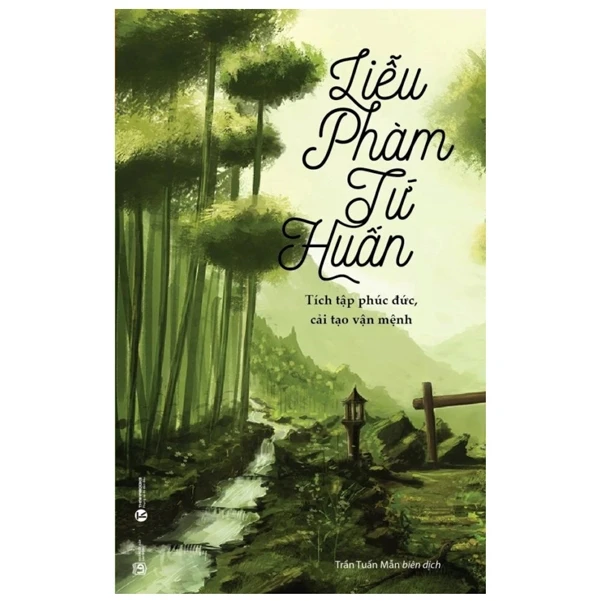 Liễu
Phàm
Tứ
Huấn
Tích tập phúc đức,
cải tạo vận mệnh
Trần Tuấn Mẫn biên dịch